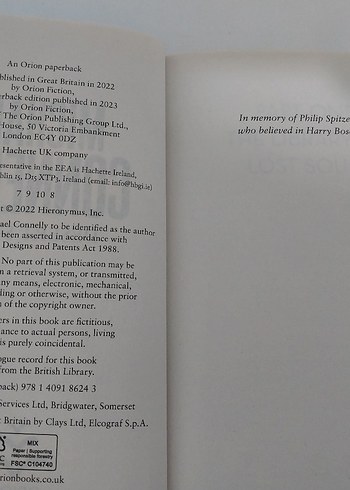 An Orion paperback
ublished in Great Britain in 2022
by Orion Fiction,
erback edition published in 2023
by Orion Fiction,
The Orion Publishing Group Ltd.,
House, 50 Victoria Embankment
London EC4Y 0DZ
Hachette UK company
esentative in the EEA is Hachette Ireland,
blin 15, D15 XTP3, Ireland (email: info@hbgi.ie)
7 9 10 8
© 2022 Hieronymus, Inc.
ael Connelly to be identified as the author
been asserted in accordance with
Designs and Patents Act 1988.
No part of this publication may be
n a retrieval system, or transmitted,
ny means, electronic, mechanical,
ding or otherwise, without the prior
n of the copyright owner.
ers in this book are fictitious,
ance to actual persons, living
is purely coincidental.
ogue record for this book
from the British Library.
back) 978 1 4091 8624 3
Services Ltd, Bridgwater, Somerset
t Britain by Clays Ltd, Elcograf S.p.A.
MIX
Paper | Supporting
responsible forestry
FSC® C104740
rionbooks.co.uk
In memory of Philip Spitze
who believed in Harry Bos